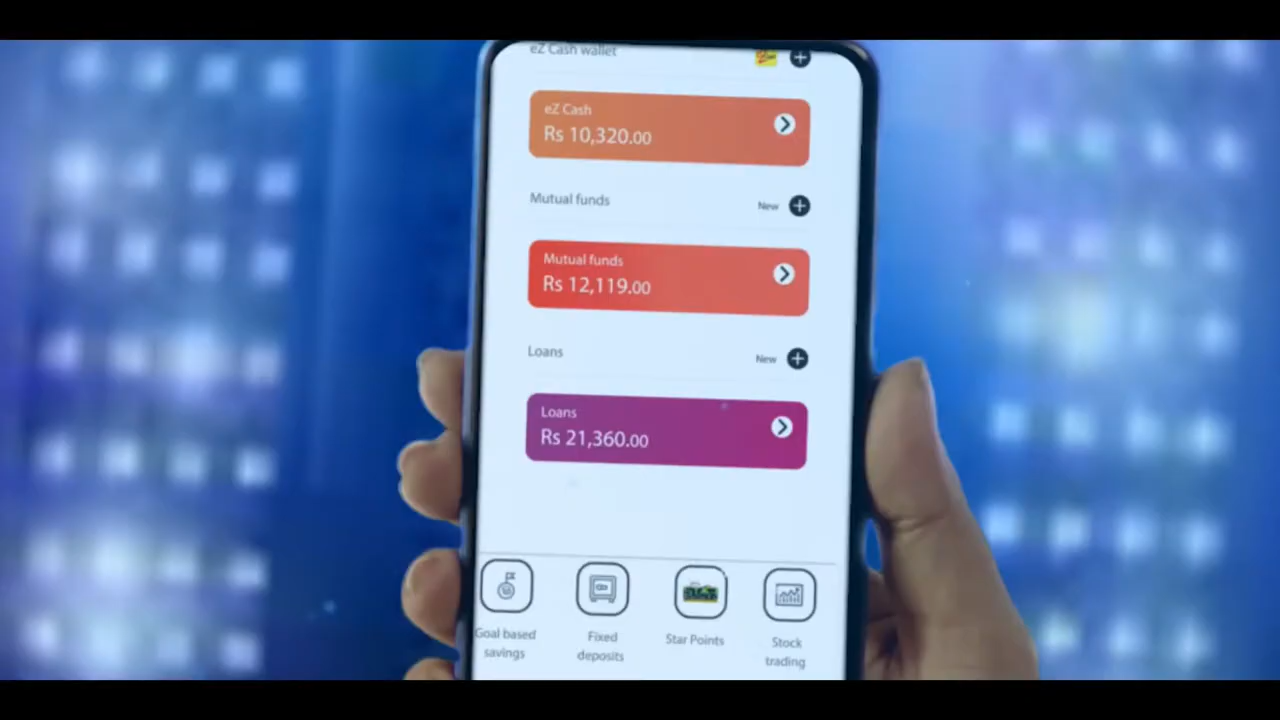 eZ Cash wallet
eZ Cash
Rs 10,320.00
Mutual funds
New
Mutual funds
Rs 12,119.00
Loans
New
Loans
Rs 21,360.00
Goal based
savings
Fixed
deposits
Star Points
Stock
trading